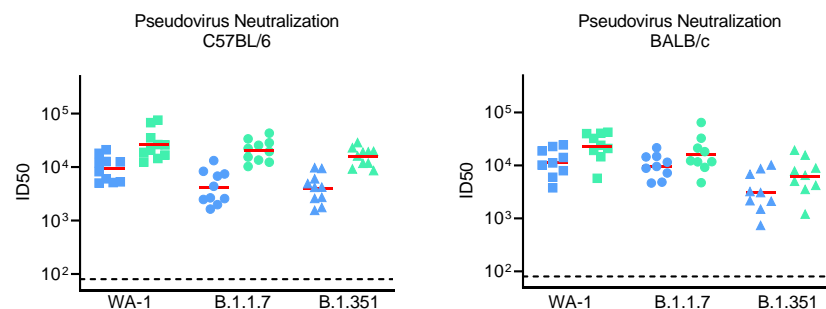 Pseudovirus Neutralization
C57BL/6
ID50
10⁵
10⁴
10³
10²
WA-1 B.1.1.7 B.1.351
Pseudovirus Neutralization
BALB/c
ID50
10⁵
10⁴
10³
10²
WA-1 B.1.1.7 B.1.351